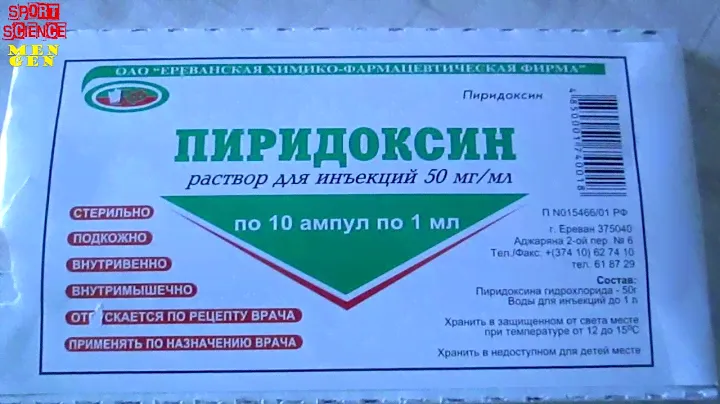 SPORT
SCIENCE
MEN
GEN
ОАО "ЕРЕВАНСКАЯ ХИМИКО-ФАРМАЦЕВТИЧЕСКАЯ ФИРМА"
Пиридоксин
4850001740018
ПИРИДОКСИН
раствор для инъекций 50 мг/мл
по 10 ампул по 1 мл
СТЕРИЛЬНО
ПОДКОЖНО
ВНУТРИВЕННО
ВНУТРИМЫШЕЧНО
ОТПУСКАЕТСЯ ПО РЕЦЕПТУ ВРАЧА
ПРИМЕНЯТЬ ПО НАЗНАЧЕНИЮ ВРАЧА
П N015466/01 РФ
г. Ереван 375040
Аджаряна 2-ой пер. № 6
Тел./Факс: +(374 10) 62 74 10
тел. 61 87 29
Состав:
Пиридоксина гидрохлорида - 50г
Воды для инъекций до 1 л
Хранить в защищенном от света месте
при температуре от 12 до 15⁰С
Хранить в недоступном для детей месте